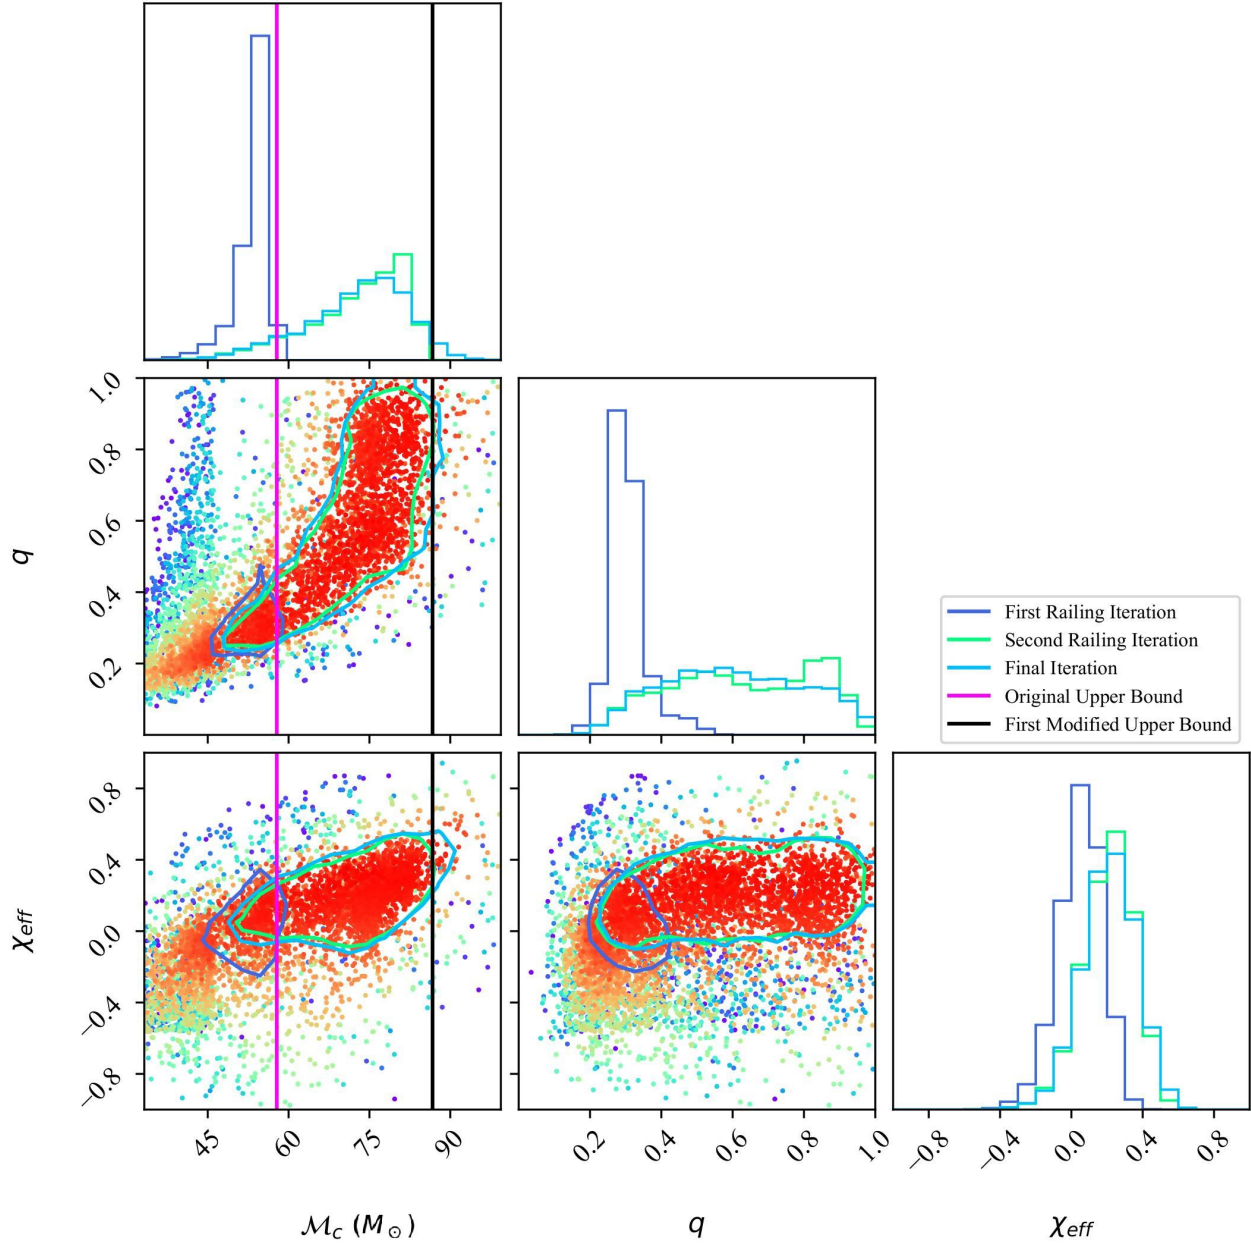 1.0
0.8
0.6
0.4
0.2
q
First Railing Iteration
Second Railing Iteration
Final Iteration
Original Upper Bound
First Modified Upper Bound
0.8
0.4
0.0
−0.4
−0.8
χeff
45 60 75 90
0.2 0.4 0.6 0.8 1.0
−0.8 −0.4 0.0 0.4 0.8
ℳc (M⊙)
q
χeff